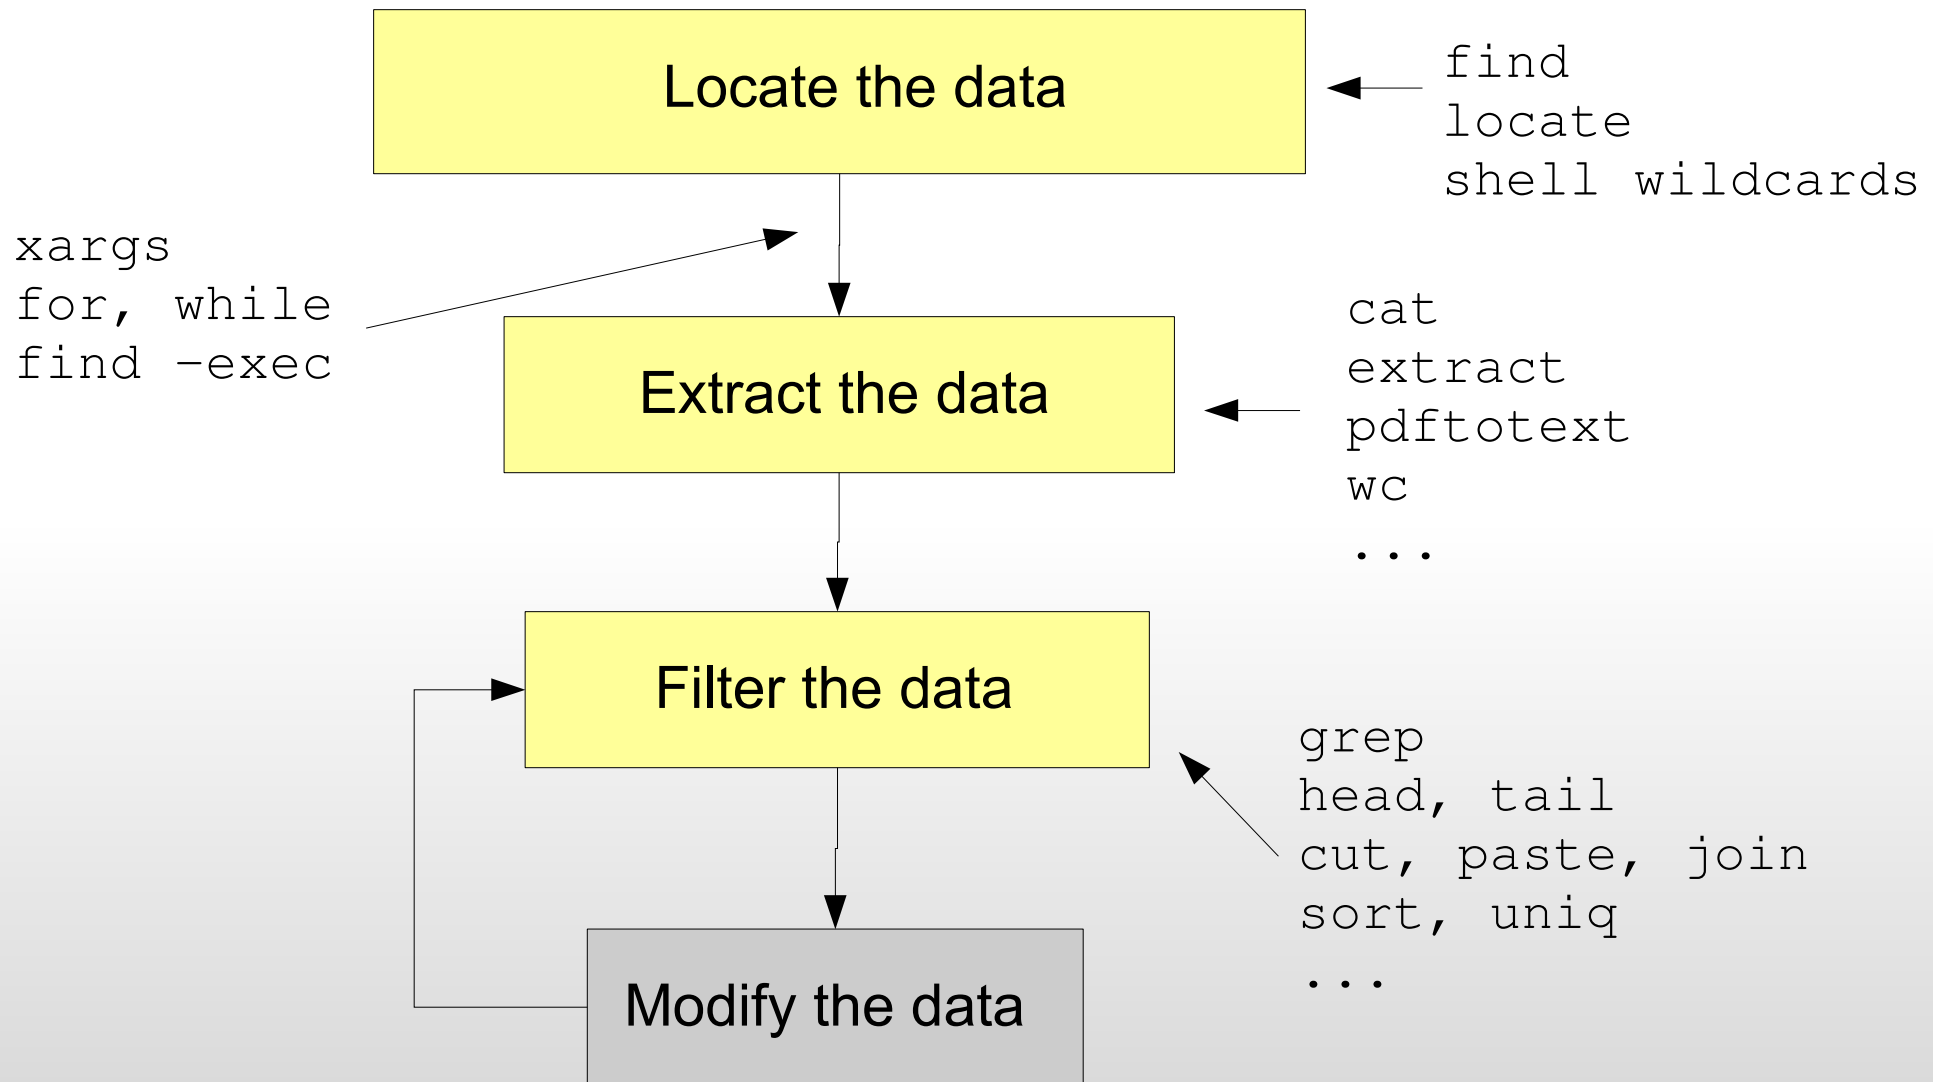 Locate the data
find
locate
shell wildcards
xargs
for, while
find -exec
Extract the data
cat
extract
pdftotext
wc
...
Filter the data
grep
head, tail
cut, paste, join
sort, uniq
...
Modify the data